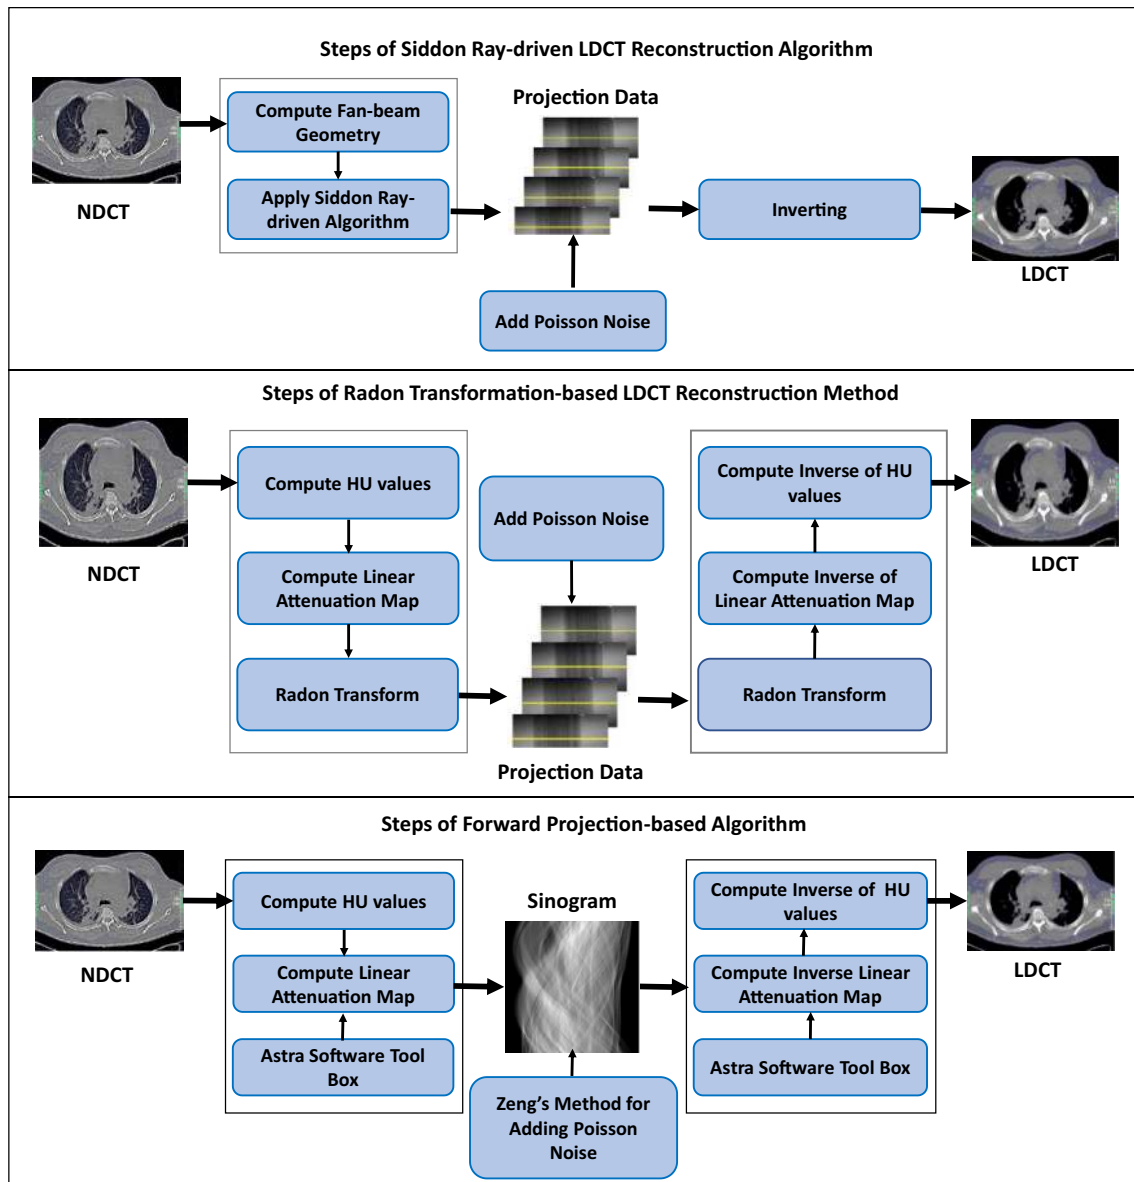 Steps of Siddon Ray-driven LDCT Reconstruction Algorithm
NDCT
Compute Fan-beam
Geometry
Apply Siddon Ray-
driven Algorithm
Projection Data
Add Poisson Noise
Inverting
LDCT
Steps of Radon Transformation-based LDCT Reconstruction Method
NDCT
Compute HU values
Compute Linear
Attenuation Map
Radon Transform
Add Poisson Noise
Projection Data
Compute Inverse of HU
values
Compute Inverse of
Linear Attenuation Map
Radon Transform
LDCT
Steps of Forward Projection-based Algorithm
NDCT
Compute HU values
Compute Linear
Attenuation Map
Astra Software Tool
Box
Sinogram
Zeng's Method for
Adding Poisson
Noise
Compute Inverse of HU
values
Compute Inverse Linear
Attenuation Map
Astra Software Tool Box
LDCT